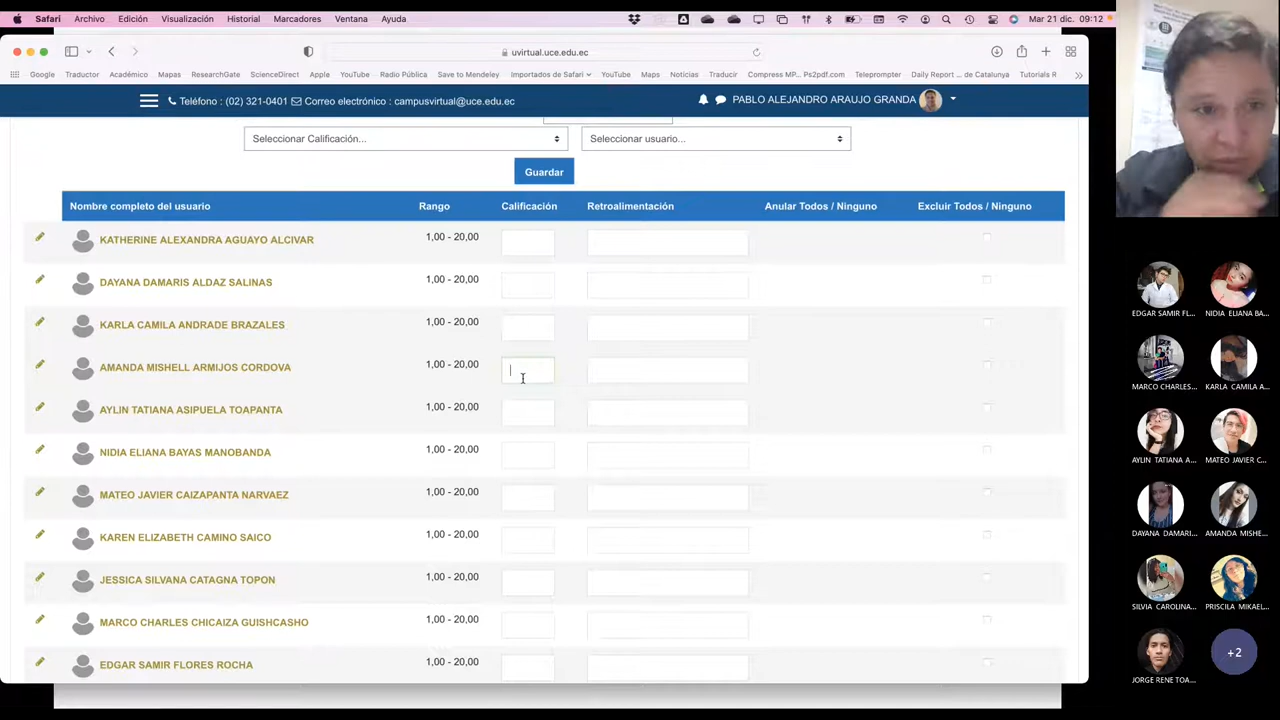 Safari Archivo Edición Visualización Historial Marcadores Ventana Ayuda Mar 21 dic. 09:12
uvirtual.uce.edu.ec
Google Traductor Académico Mapas ResearchGate ScienceDirect Apple YouTube Radio Pública Save to Mendeley Importados de Safari YouTube Maps Noticias Traducir Compress MP... Ps2pdf.com Teleprompter Daily Report ... de Catalunya Tutorials R
Teléfono : (02) 321-0401 Correo electrónico : campusvirtual@uce.edu.ec PABLO ALEJANDRO ARAUJO GRANDA
Seleccionar Calificación... Seleccionar usuario...
Guardar
Nombre completo del usuario Rango Calificación Retroalimentación Anular Todos / Ninguno Excluir Todos / Ninguno
KATHERINE ALEXANDRA AGUAYO ALCIVAR 1,00 - 20,00
DAYANA DAMARIS ALDAZ SALINAS 1,00 - 20,00
KARLA CAMILA ANDRADE BRAZALES 1,00 - 20,00
AMANDA MISHELL ARMIJOS CORDOVA 1,00 - 20,00
AYLIN TATIANA ASIPUELA TOAPANTA 1,00 - 20,00
NIDIA ELIANA BAYAS MANOBANDA 1,00 - 20,00
MATEO JAVIER CAIZAPANTA NARVAEZ 1,00 - 20,00
KAREN ELIZABETH CAMINO SAICO 1,00 - 20,00
JESSICA SILVANA CATAGNA TOPON 1,00 - 20,00
MARCO CHARLES CHICAIZA GUISHCASHO 1,00 - 20,00
EDGAR SAMIR FLORES ROCHA 1,00 - 20,00
EDGAR SAMIR FL... NIDIA ELIANA BA...
MARCO CHARLES... KARLA CAMILA A...
AYLIN TATIANA A... MATEO JAVIER C...
DAYANA DAMARI... AMANDA MISHE...
SILVIA CAROLINA... PRISCILA MIKAEL...
JORGE RENE TOA... +2